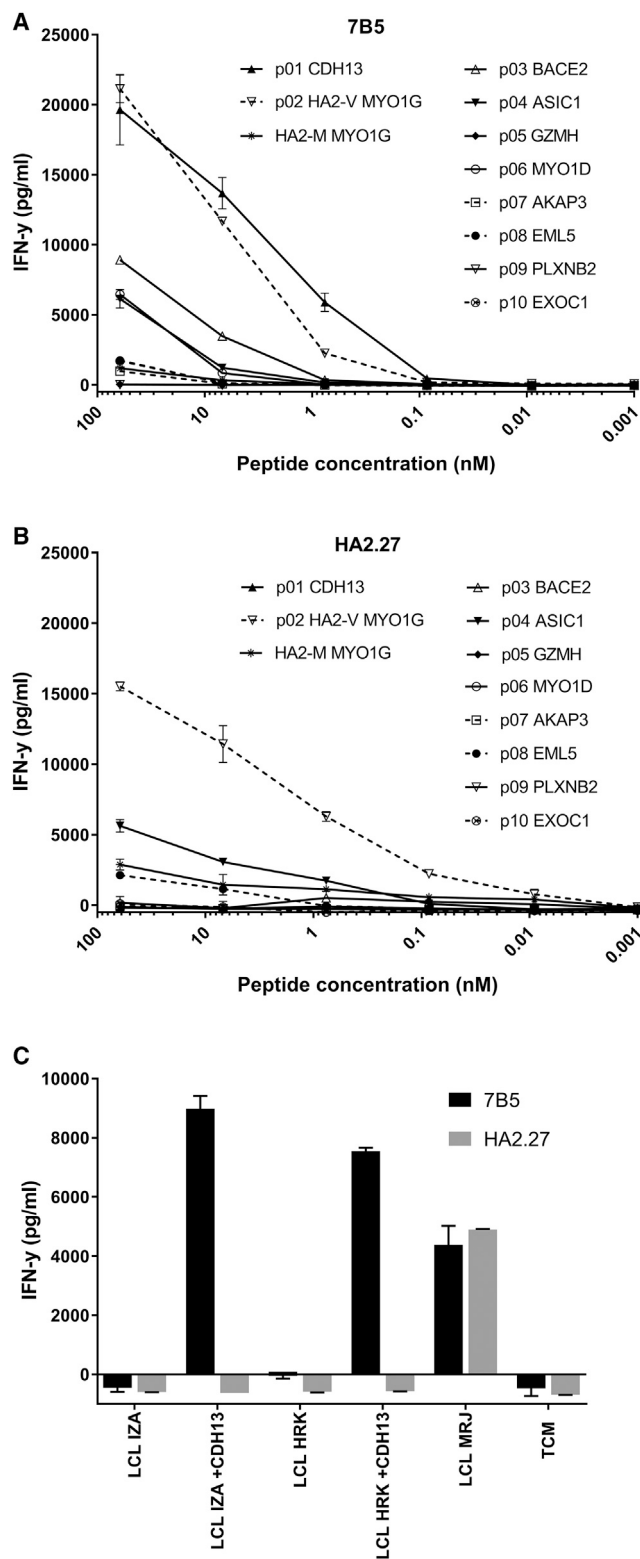 A
7B5
25000
20000
15000
10000
5000
0
IFN-y (pg/ml)
p01 CDH13
p02 HA2-V MYO1G
HA2-M MYO1G
p03 BACE2
p04 ASIC1
p05 GZMH
p06 MYO1D
p07 AKAP3
p08 EML5
p09 PLXNB2
p10 EXOC1
100
10
1
0.1
0.01
0.001
Peptide concentration (nM)
B
HA2.27
25000
20000
15000
10000
5000
0
IFN-y (pg/ml)
p01 CDH13
p02 HA2-V MYO1G
HA2-M MYO1G
p03 BACE2
p04 ASIC1
p05 GZMH
p06 MYO1D
p07 AKAP3
p08 EML5
p09 PLXNB2
p10 EXOC1
100
10
1
0.1
0.01
0.001
Peptide concentration (nM)
C
10000
8000
6000
4000
2000
0
IFN-y (pg/ml)
7B5
HA2.27
LCL IZA
LCL IZA +CDH13
LCL HRK
LCL HRK +CDH13
LCL MRJ
TCM